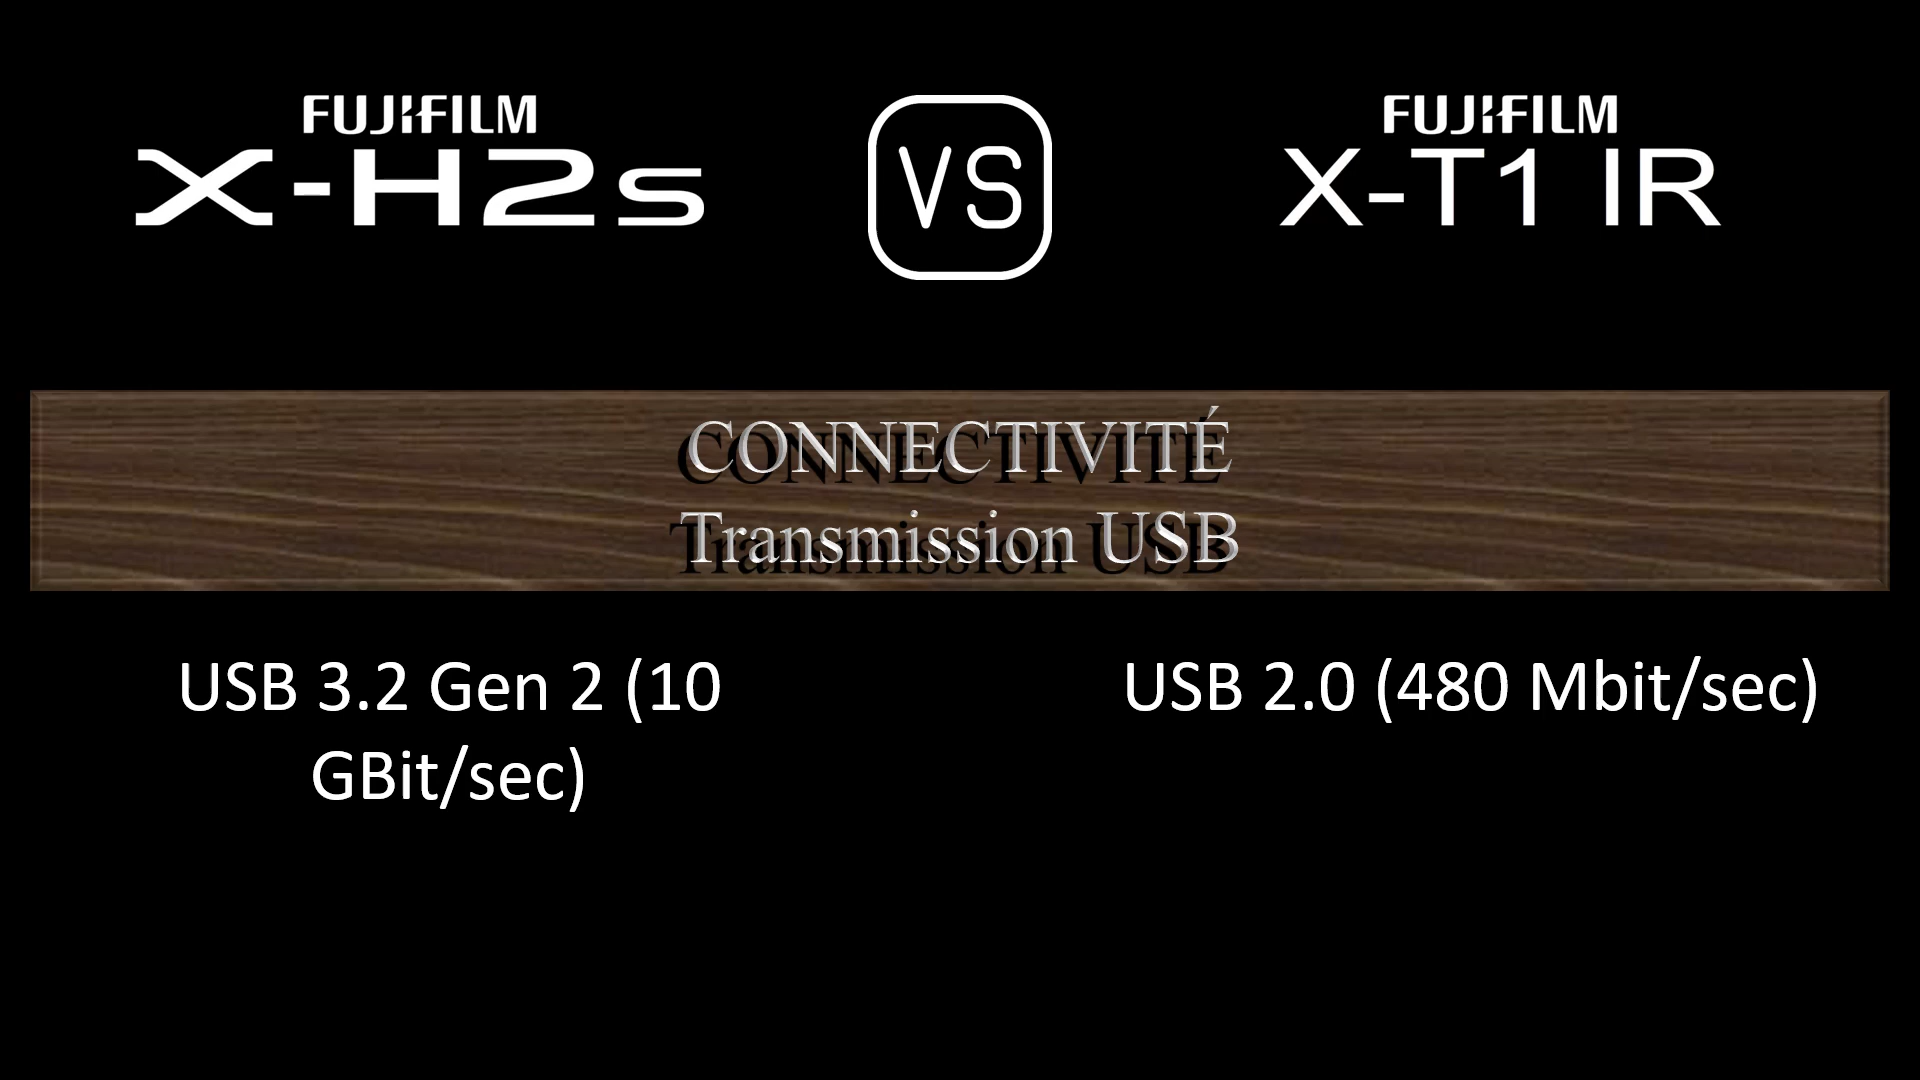 FUJIFILM
X-H2s
VS
FUJIFILM
X-T1 IR
CONNECTIVITÉ
Transmission USB
USB 3.2 Gen 2 (10
GBit/sec)
USB 2.0 (480 Mbit/sec)